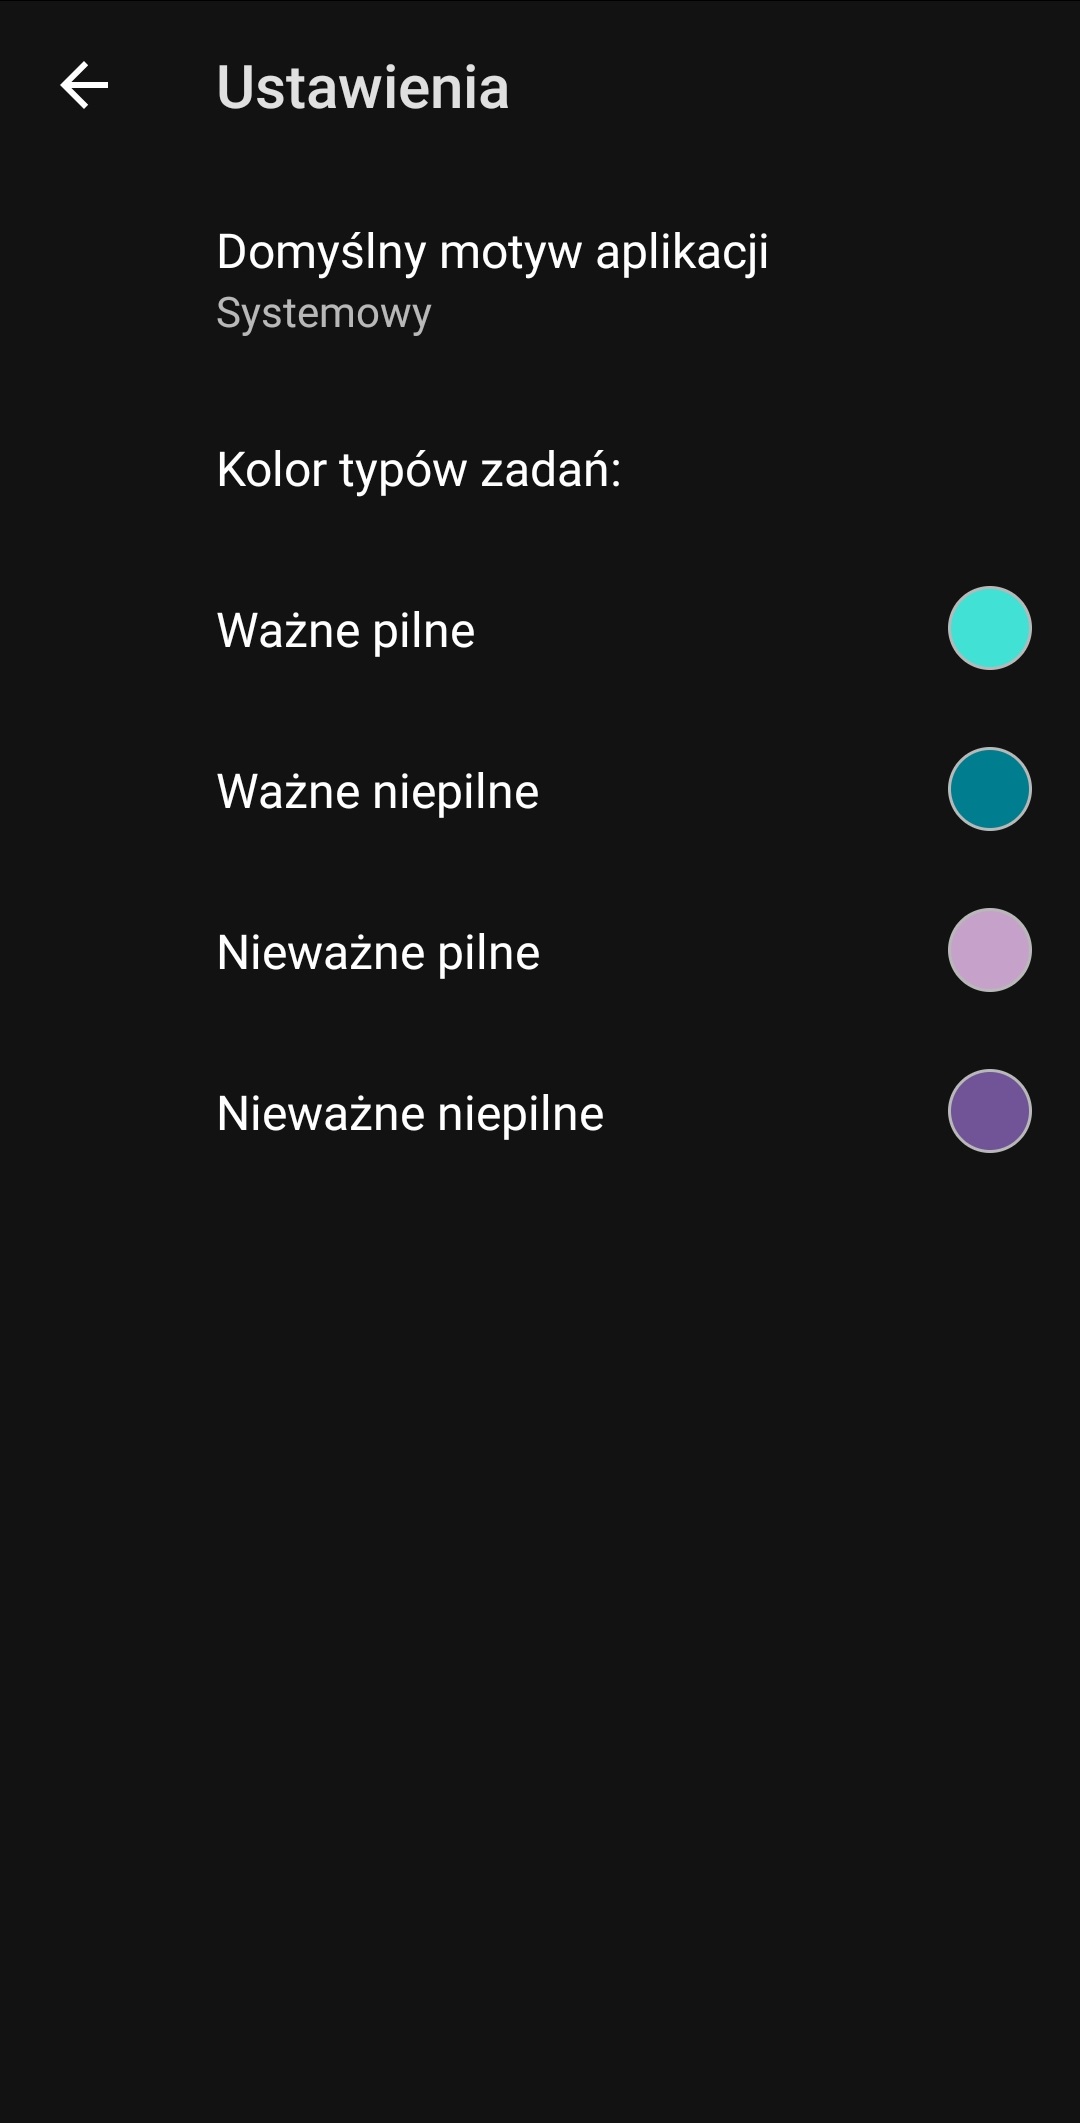 Ustawienia
Domyślny motyw aplikacji
Systemowy
Kolor typów zadań:
Ważne pilne
Ważne niepilne
Nieważne pilne
Nieważne niepilne